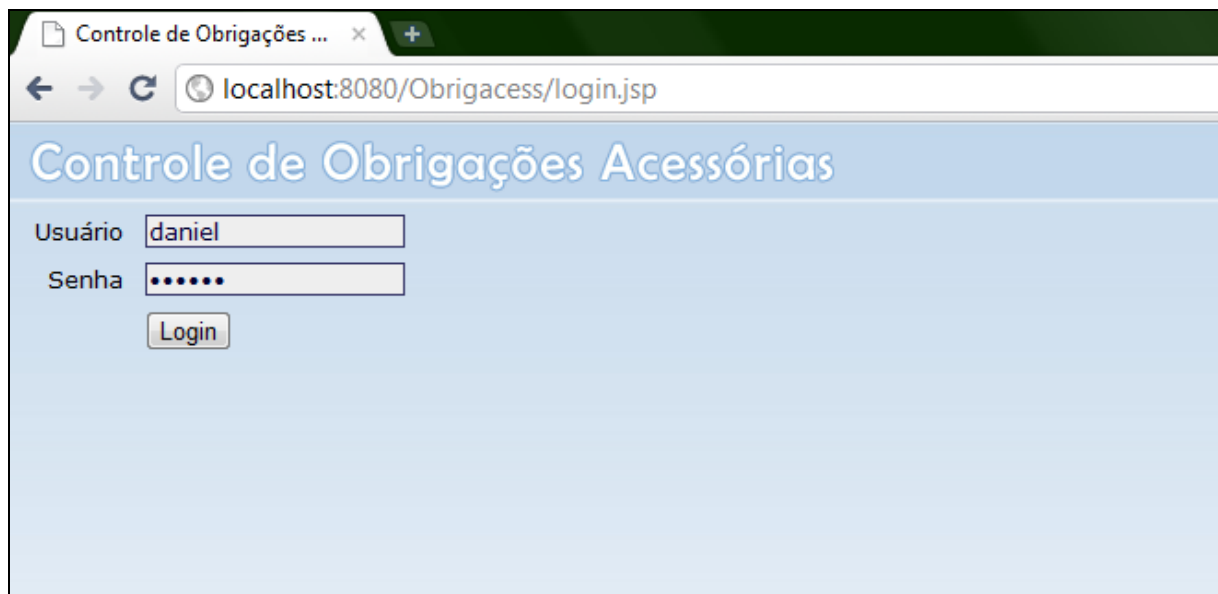 Controle de Obrigações ...
localhost:8080/Obrigacess/login.jsp
Controle de Obrigações Acessórias
Usuário daniel
Senha ••••••
Login